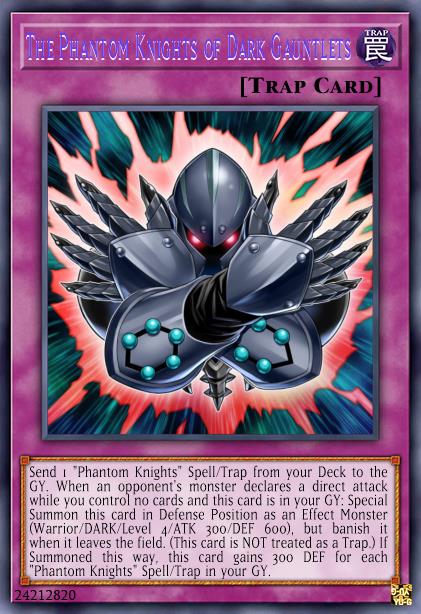 The Phantom Knights of Dark Gauntlets
TRAP
罠
[Trap Card]
Send 1 "Phantom Knights" Spell/Trap from your Deck to the
GY. When an opponent's monster declares a direct attack
while you control no cards and this card is in your GY: Special
Summon this card in Defense Position as an Effect Monster
(Warrior/DARK/Level 4/ATK 300/DEF 600), but banish it
when it leaves the field. (This card is NOT treated as a Trap.) If
Summoned this way, this card gains 300 DEF for each
"Phantom Knights" Spell/Trap in your GY.
24212820